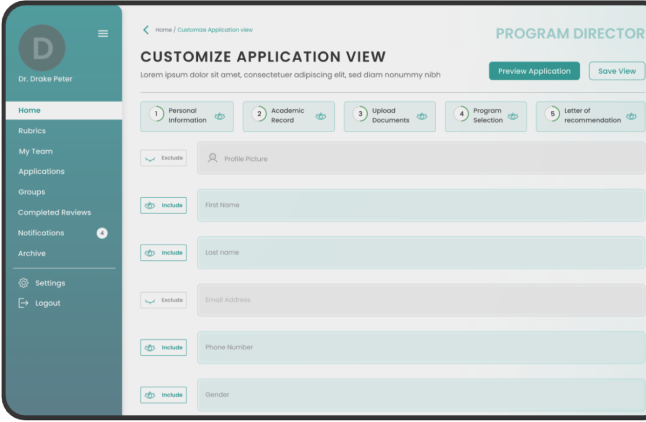 D
Dr. Drake Peter
Home
Rubrics
My Team
Applications
Groups
Completed Reviews
Notifications 4
Archive
Settings
Logout
Home / Customize Application view
PROGRAM DIRECTOR
CUSTOMIZE APPLICATION VIEW
Lorem ipsum dolor sit amet, consectetuer adipiscing elit, sed diam nonummy nibh
Preview Application
Save View
1 Personal
Information
2 Academic
Record
3 Upload
Documents
4 Program
Selection
5 Letter of
recommendation
Exclude Profile Picture
Include First Name
Include Last name
Exclude Email Address
Include Phone Number
Include Gender